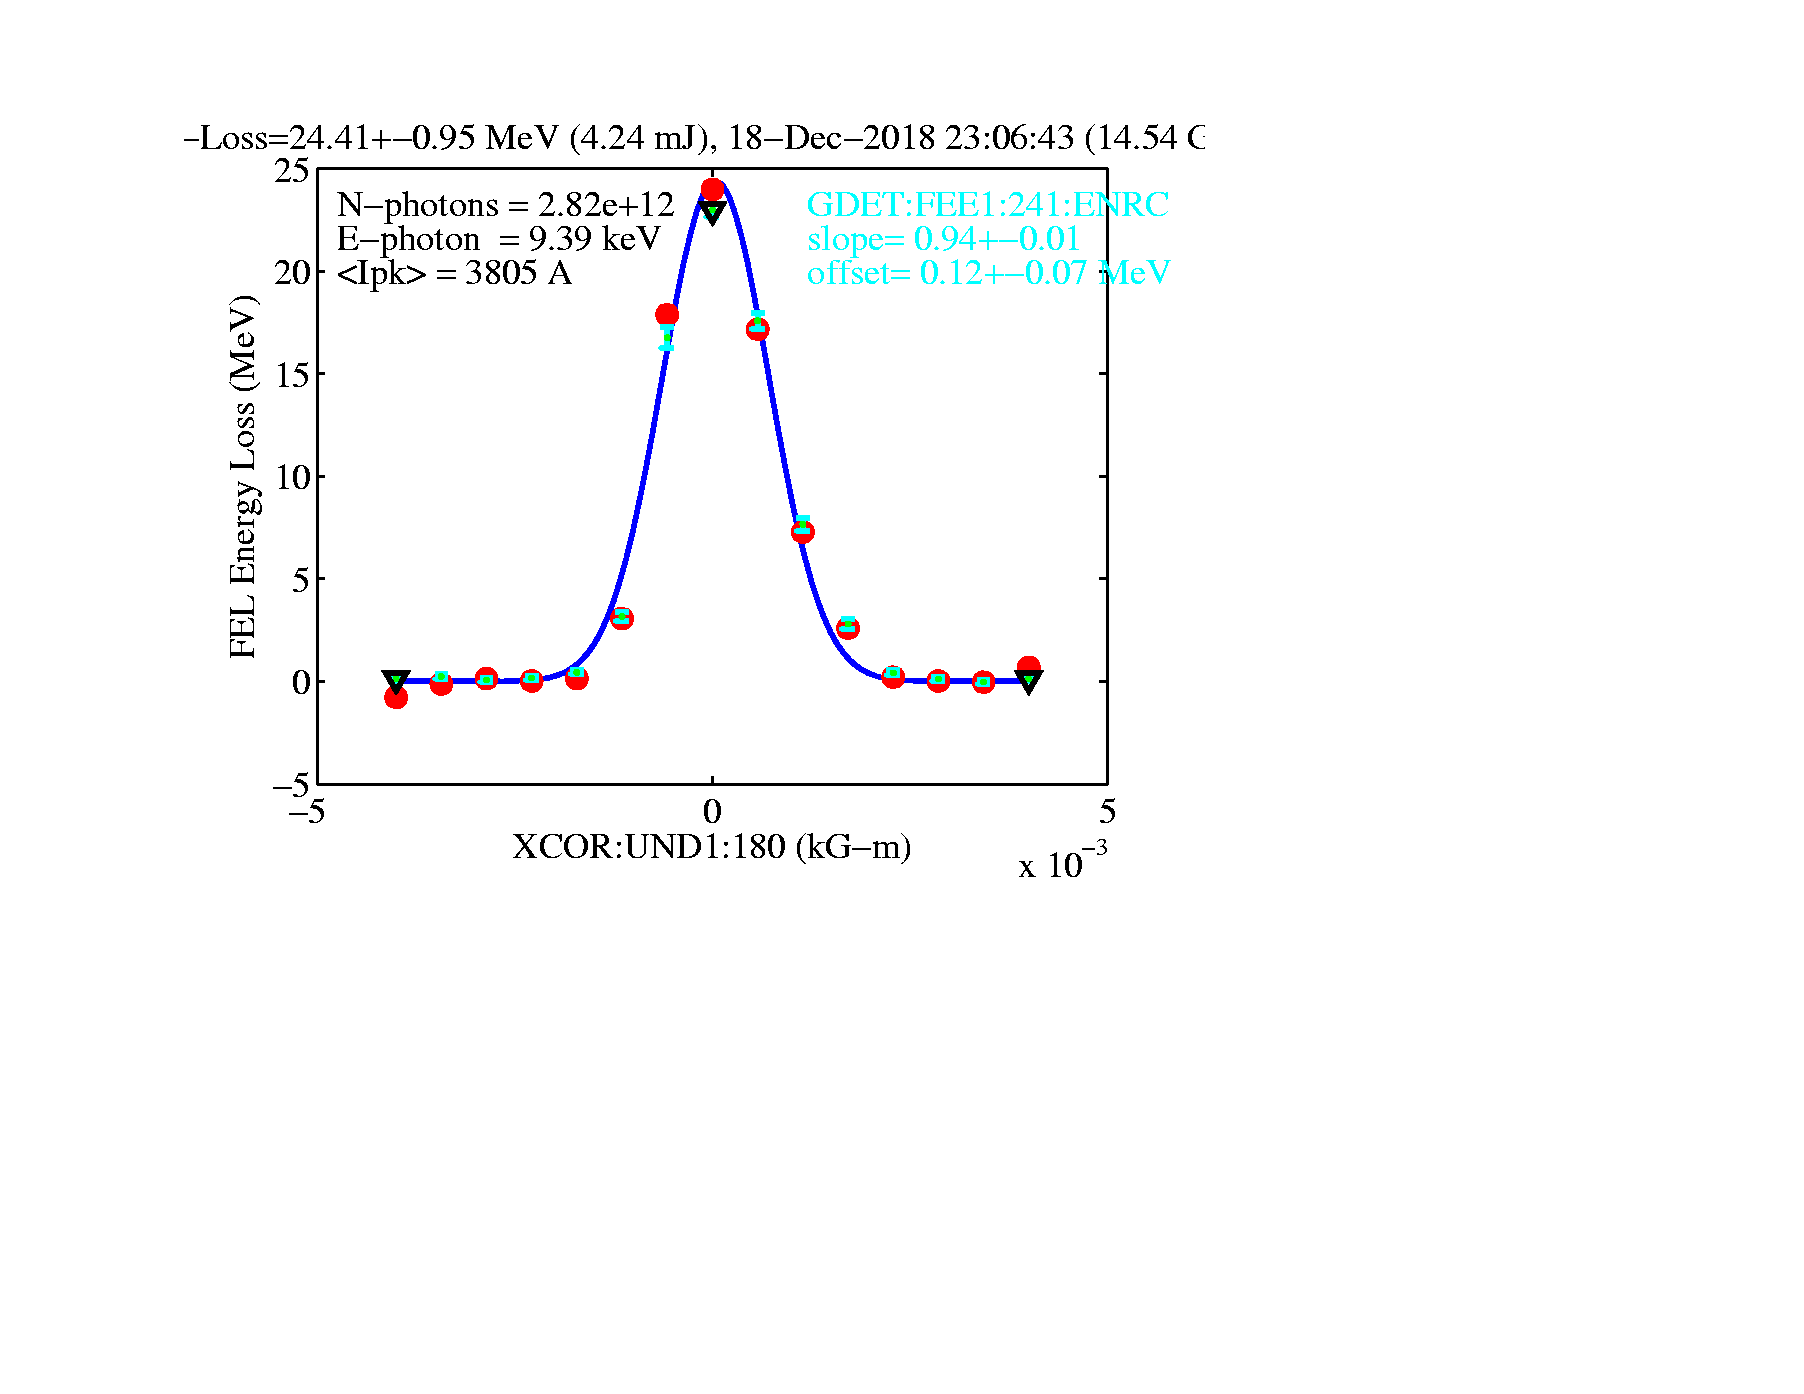 –Loss=24.41+–0.95 MeV (4.24 mJ), 18–Dec–2018 23:06:43 (14.54
N–photons = 2.82e+12
E–photon = 9.39 keV
<Ipk> = 3805 A
GDET:FEE1:241:ENRC
slope= 0.94+–0.01
offset= 0.12+–0.07 MeV
FEL Energy Loss (MeV)
25
20
15
10
5
0
–5
–5
0
5
XCOR:UND1:180 (kG–m)
x 10⁻³